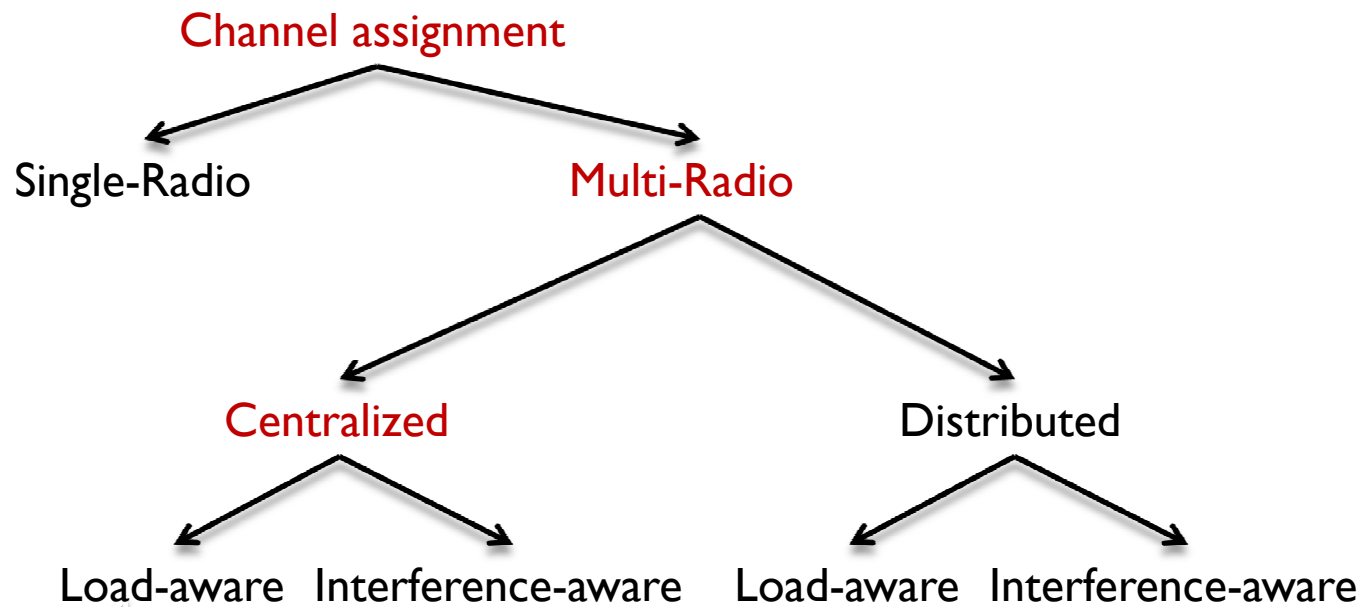 Channel assignment
Single-Radio Multi-Radio
Centralized Distributed
Load-aware Interference-aware Load-aware Interference-aware